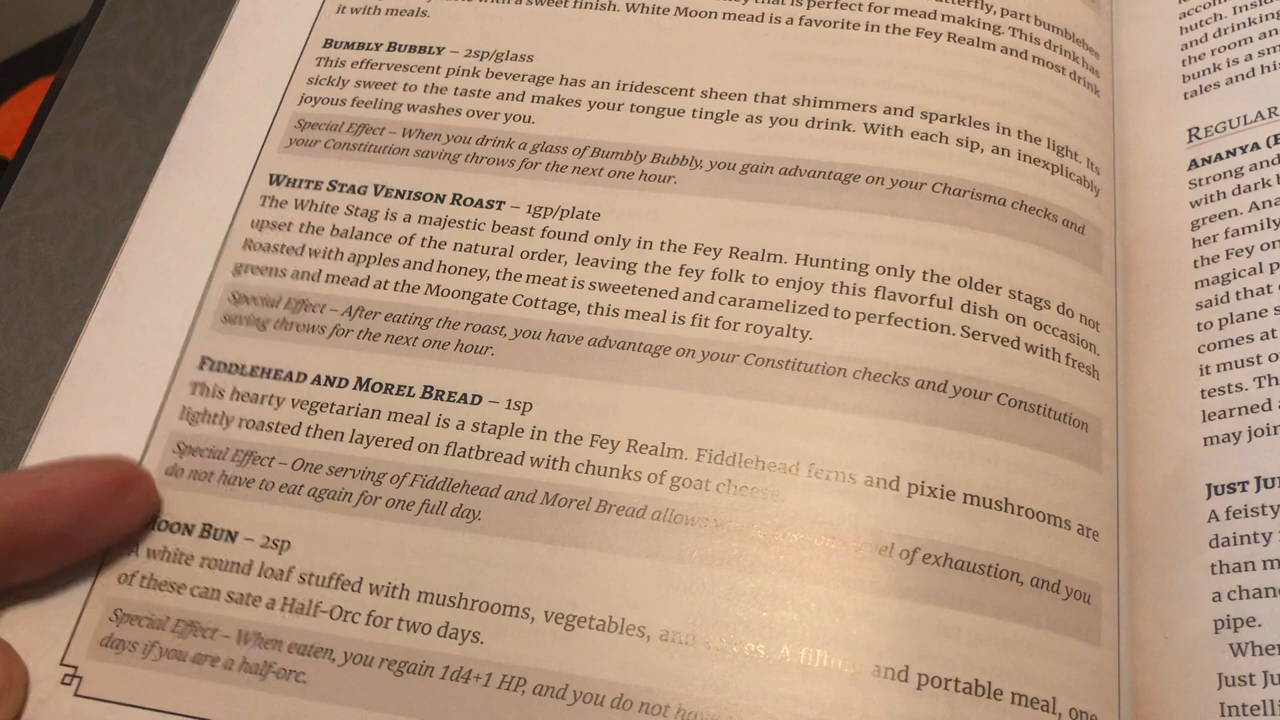 terfly, part bumblebee
with a sweet finish. White Moon mead is a favorite in the Fey Realm and most drink
that is perfect for mead making. This drink has
it with meals.
BUMBLY BUBBLY – 2sp/glass
This effervescent pink beverage has an iridescent sheen that shimmers and sparkles in the light. Its
sickly sweet to the taste and makes your tongue tingle as you drink. With each sip, an inexplicably
joyous feeling washes over you.
Special Effect – When you drink a glass of Bumbly Bubbly, you gain advantage on your Charisma checks and
your Constitution saving throws for the next one hour.
WHITE STAG VENISON ROAST – 1gp/plate
The White Stag is a majestic beast found only in the Fey Realm. Hunting only the older stags do not
upset the balance of the natural order, leaving the fey folk to enjoy this flavorful dish on occasion.
Roasted with apples and honey, the meat is sweetened and caramelized to perfection. Served with fresh
greens and mead at the Moongate Cottage, this meal is fit for royalty.
Special Effect – After eating the roast, you have advantage on your Constitution checks and your Constitution
saving throws for the next one hour.
FIDDLEHEAD AND MOREL BREAD – 1sp
This hearty vegetarian meal is a staple in the Fey Realm. Fiddlehead ferns and pixie mushrooms are
lightly roasted then layered on flatbread with chunks of goat cheese.
Special Effect – One serving of Fiddlehead and Morel Bread allows level of exhaustion, and you
do not have to eat again for one full day.
MOON BUN – 2sp
A white round loaf stuffed with mushrooms, vegetables, and A filling and portable meal, one
of these can sate a Half-Orc for two days.
Special Effect – When eaten, you regain 1d4+1 HP, and you do not
days if you are a half-orc.
hutch. Insi
and drinkin
the room an
bunk is a sm
tales and his
REGULAR
ANANYA (
Strong and
with dark
green. Ana
her family
the Fey on
magical p
said that
to plane s
comes at
it must o
tests. Th
learned
may join
JUST JU
A feisty
dainty
than m
a chan
pipe.
Whe
Just Ju
Intelli